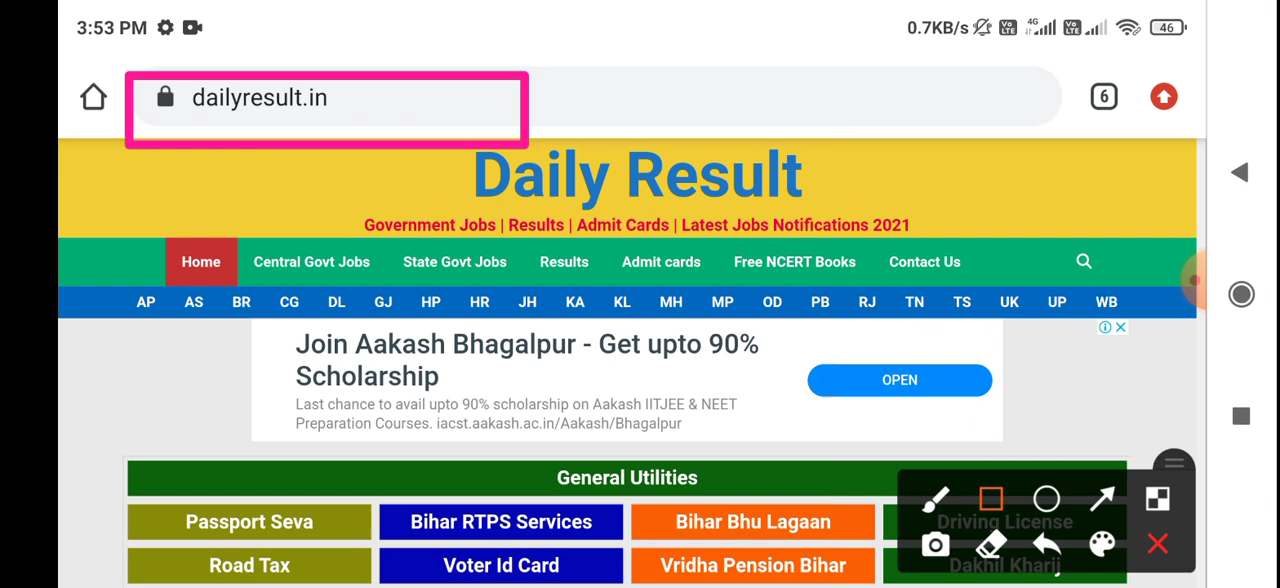 3:53 PM 0.7KB/s Vo LTE 4G Vo LTE 46
dailyresult.in 6
Daily Result
Government Jobs | Results | Admit Cards | Latest Jobs Notifications 2021
Home Central Govt Jobs State Govt Jobs Results Admit cards Free NCERT Books Contact Us
AP AS BR CG DL GJ HP HR JH KA KL MH MP OD PB RJ TN TS UK UP WB
Join Aakash Bhagalpur - Get upto 90%
Scholarship
OPEN
Last chance to avail upto 90% scholarship on Aakash IITJEE & NEET
Preparation Courses. iacst.aakash.ac.in/Aakash/Bhagalpur
General Utilities
Passport Seva Bihar RTPS Services Bihar Bhu Lagaan Driving License
Road Tax Voter Id Card Vridha Pension Bihar Dakhil Kharij